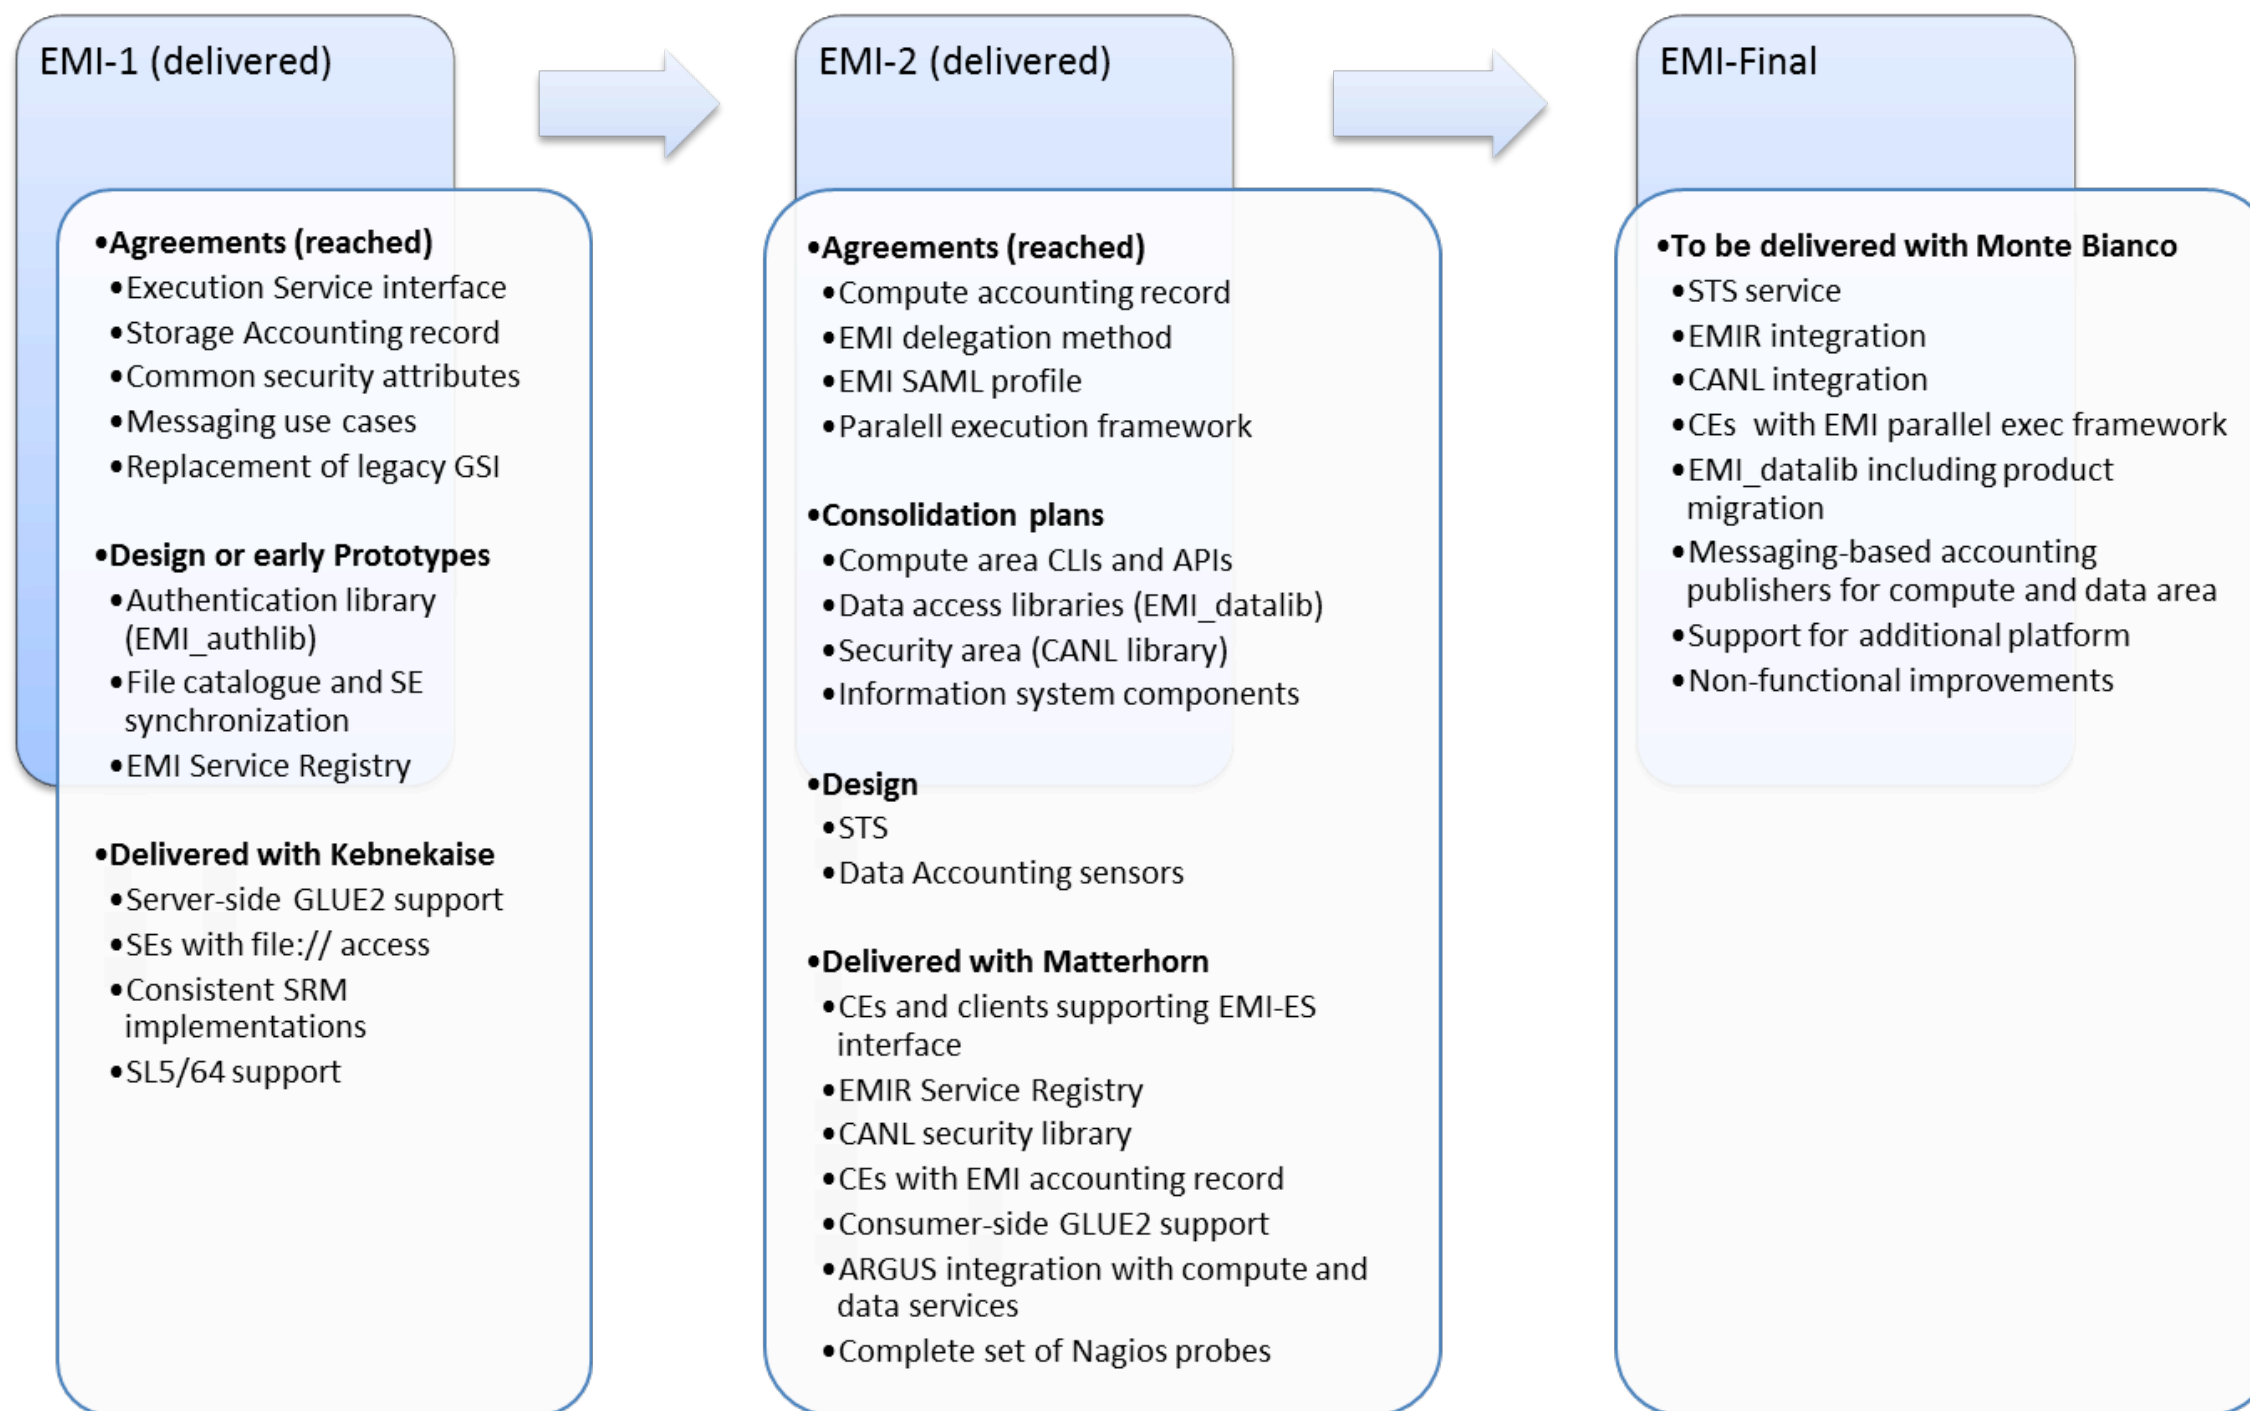 EMI-1 (delivered)
•Agreements (reached)
•Execution Service interface
•Storage Accounting record
•Common security attributes
•Messaging use cases
•Replacement of legacy GSI
•Design or early Prototypes
•Authentication library
(EMI_authlib)
•File catalogue and SE
synchronization
•EMI Service Registry
•Delivered with Kebnekaise
•Server-side GLUE2 support
•SEs with file:// access
•Consistent SRM
implementations
•SL5/64 support
EMI-2 (delivered)
•Agreements (reached)
•Compute accounting record
•EMI delegation method
•EMI SAML profile
•Paralell execution framework
•Consolidation plans
•Compute area CLIs and APIs
•Data access libraries (EMI_datalib)
•Security area (CANL library)
•Information system components
•Design
•STS
•Data Accounting sensors
•Delivered with Matterhorn
•CEs and clients supporting EMI-ES
interface
•EMIR Service Registry
•CANL security library
•CEs with EMI accounting record
•Consumer-side GLUE2 support
•ARGUS integration with compute and
data services
•Complete set of Nagios probes
EMI-Final
•To be delivered with Monte Bianco
•STS service
•EMIR integration
•CANL integration
•CEs with EMI parallel exec framework
•EMI_datalib including product
migration
•Messaging-based accounting
publishers for compute and data area
•Support for additional platform
•Non-functional improvements